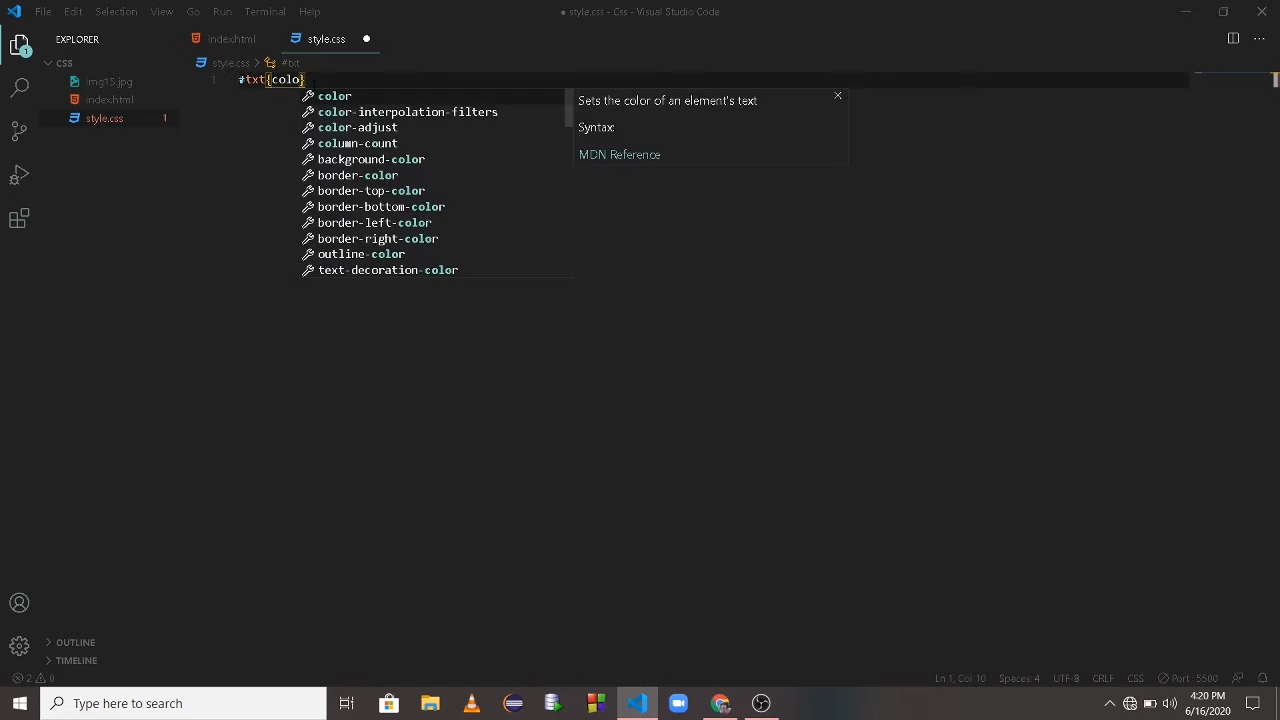 File Edit Selection View Go Run Terminal Help
● style.css - Css - Visual Studio Code
EXPLORER
index.html
style.css
CSS
img15.jpg
index.html
style.css 1
1
style.css > #txt
1 #txt{colo}
color
color-interpolation-filters
color-adjust
column-count
background-color
border-color
border-top-color
border-bottom-color
border-left-color
border-right-color
outline-color
text-decoration-color
Sets the color of an element's text
Syntax:
MDN Reference
OUTLINE
TIMELINE
2 0
Ln 1, Col 10 Spaces: 4 UTF-8 CRLF CSS Port : 5500
Type here to search
4:20 PM
6/16/2020